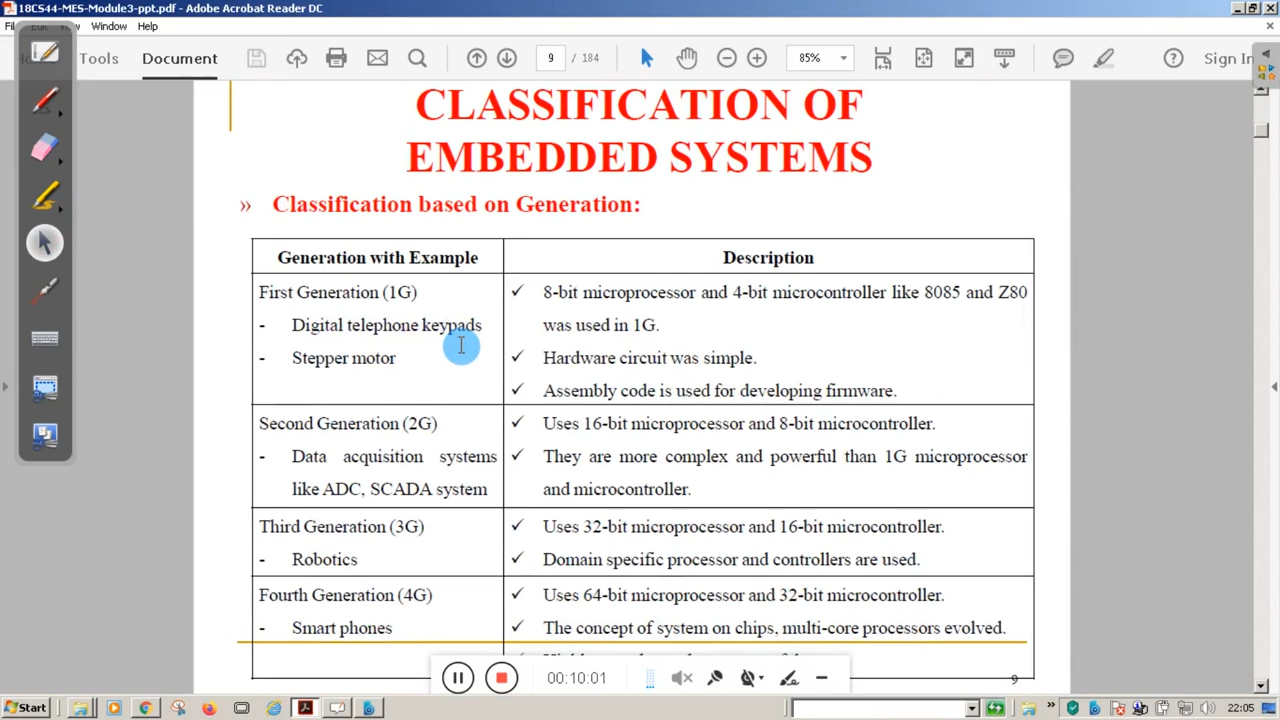 18CS44-MES-Module3-ppt.pdf - Adobe Acrobat Reader DC
Window Help
Tools Document 9 / 184 85% Sign In
CLASSIFICATION OF
EMBEDDED SYSTEMS
» Classification based on Generation:
Generation with Example Description
First Generation (1G) ✓ 8-bit microprocessor and 4-bit microcontroller like 8085 and Z80
- Digital telephone keypads was used in 1G.
- Stepper motor ✓ Hardware circuit was simple.
✓ Assembly code is used for developing firmware.
Second Generation (2G) ✓ Uses 16-bit microprocessor and 8-bit microcontroller.
- Data acquisition systems ✓ They are more complex and powerful than 1G microprocessor
like ADC, SCADA system and microcontroller.
Third Generation (3G) ✓ Uses 32-bit microprocessor and 16-bit microcontroller.
- Robotics ✓ Domain specific processor and controllers are used.
Fourth Generation (4G) ✓ Uses 64-bit microprocessor and 32-bit microcontroller.
- Smart phones ✓ The concept of system on chips, multi-core processors evolved.
00:10:01 9
Start 22:05